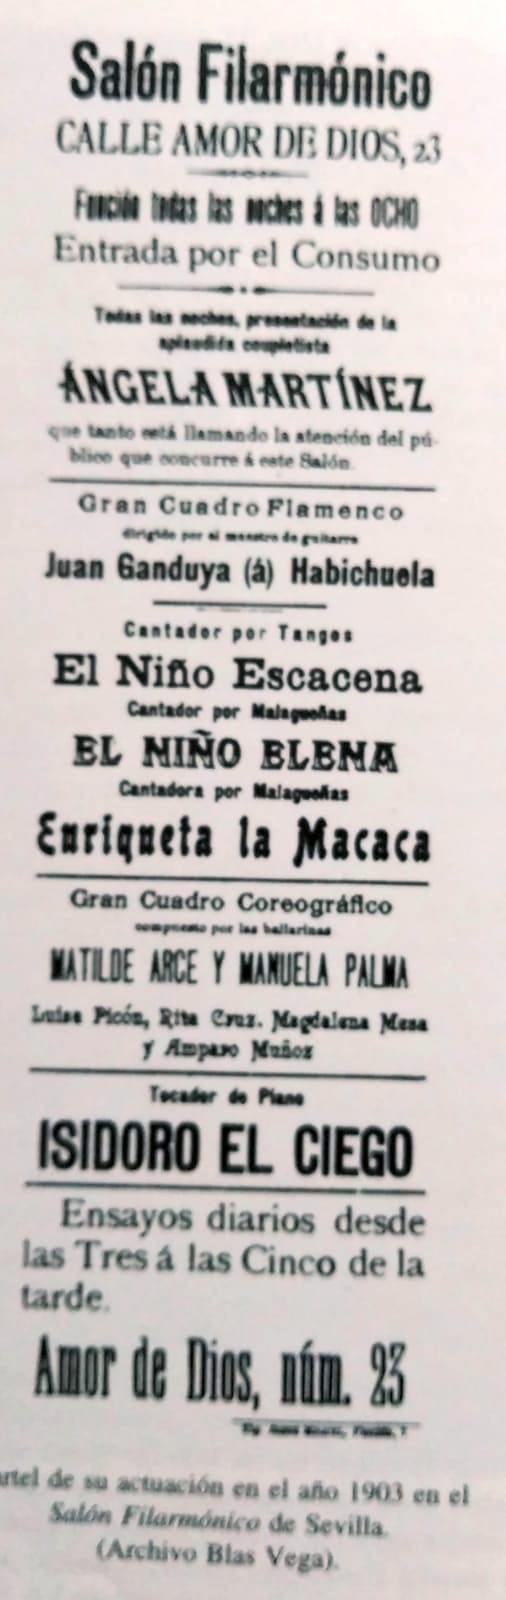 Salón Filarmónico
CALLE AMOR DE DIOS, 23
Función todas las noches á las OCHO
Entrada por el Consumo
Todas las noches, presentación de la
aplaudida coupletista
ÁNGELA MARTÍNEZ
que tanto está llamando la atención del pú-
blico que concurre á este Salón.
Gran Cuadro Flamenco
dirigido por el maestro de guitarra
Juan Ganduya (á) Habichuela
Cantador por Tangos
El Niño Escacena
Cantador por Malagueñas
EL NIÑO ELENA
Cantadora por Malagueñas
Enriqueta la Macaca
Gran Cuadro Coreográfico
compuesto por las bailarinas
MATILDE ARCE Y MANUELA PALMA
Luisa Picón, Rita Cruz. Magdalena Mesa
y Amparo Muñoz
Tocador de Piano
ISIDORO EL CIEGO
Ensayos diarios desde
las Tres á las Cinco de la
tarde.
Amor de Dios, núm. 23
rtel de su actuación en el año 1903 en el
Salón Filarmónico de Sevilla.
(Archivo Blas Vega).